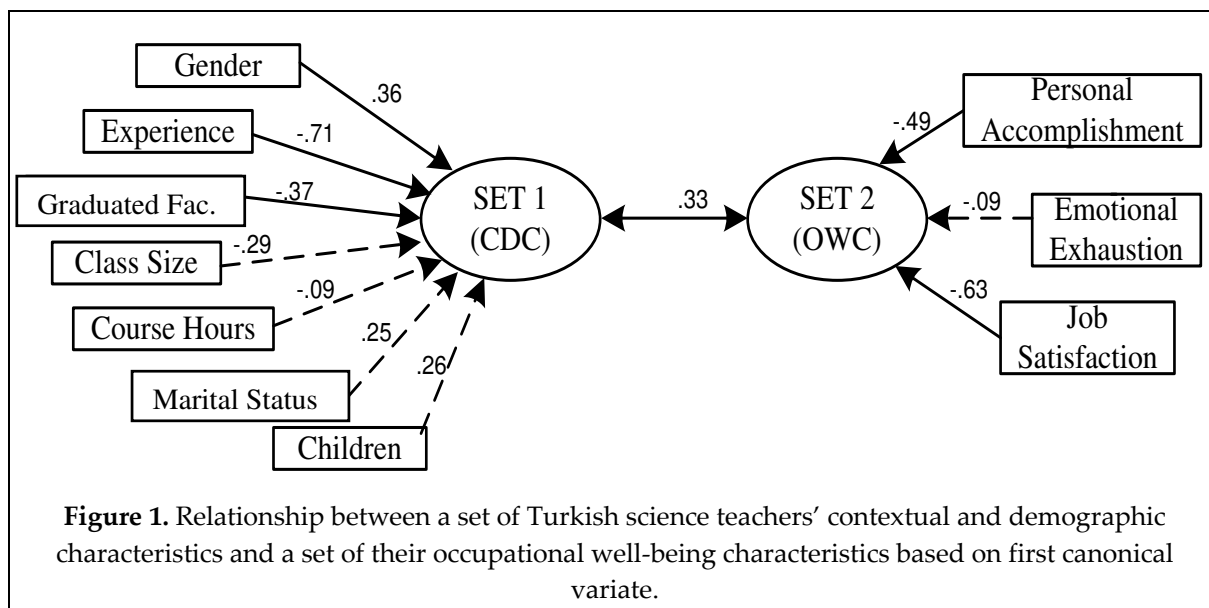 Gender
.36
Experience
-.71
Graduated Fac.
-.37
Class Size
-.29
Course Hours
-.09
Marital Status
.25
Children
.26
SET 1
(CDC)
.33
SET 2
(OWC)
Personal
Accomplishment
-.49
Emotional
Exhaustion
-.09
Job
Satisfaction
-.63
Figure 1. Relationship between a set of Turkish science teachers’ contextual and demographic
characteristics and a set of their occupational well-being characteristics based on first canonical
variate.